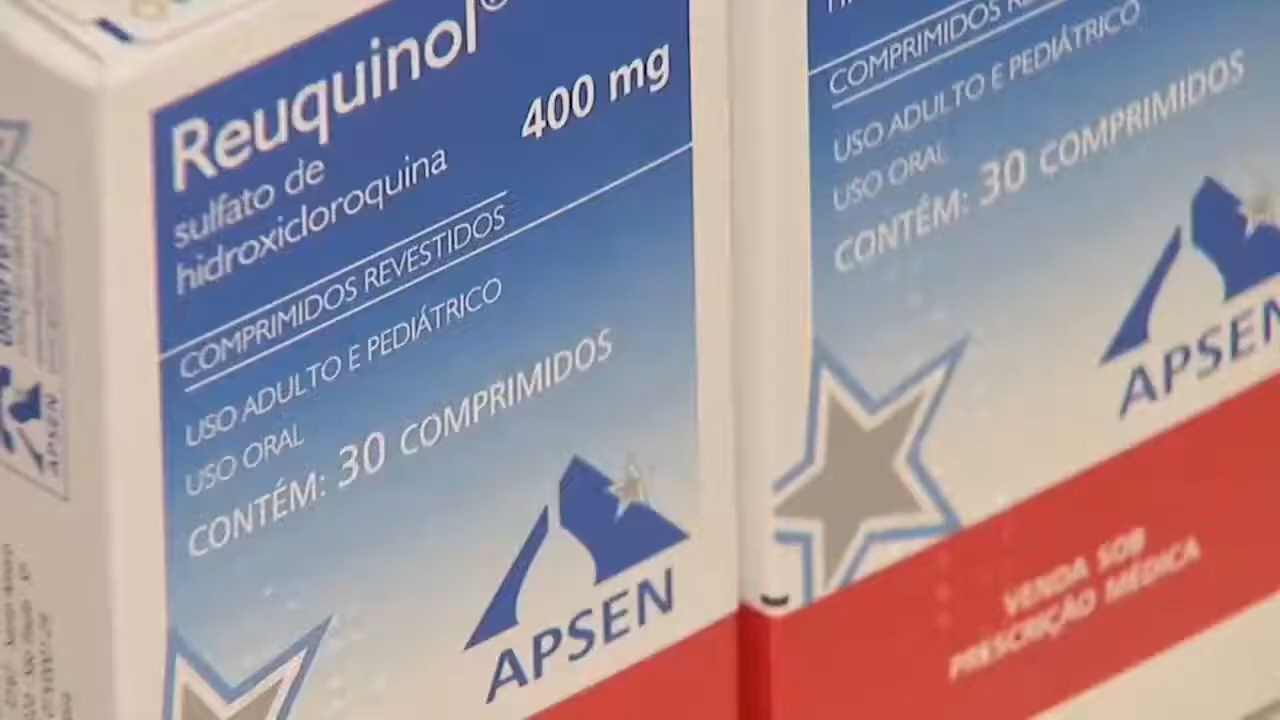 Reuquinol®
400 mg
sulfato de
hidroxicloroquina
COMPRIMIDOS REVESTIDOS
USO ADULTO E PEDIÁTRICO
USO ORAL
CONTÉM: 30 COMPRIMIDOS
APSEN
COMPRIMIDOS
USO ADULTO E PEDIÁTRICO
USO ORAL
CONTÉM: 30 COMPRIMIDOS
APSEN
VENDA SOB
PRESCRIÇÃO MÉDICA
APSEN